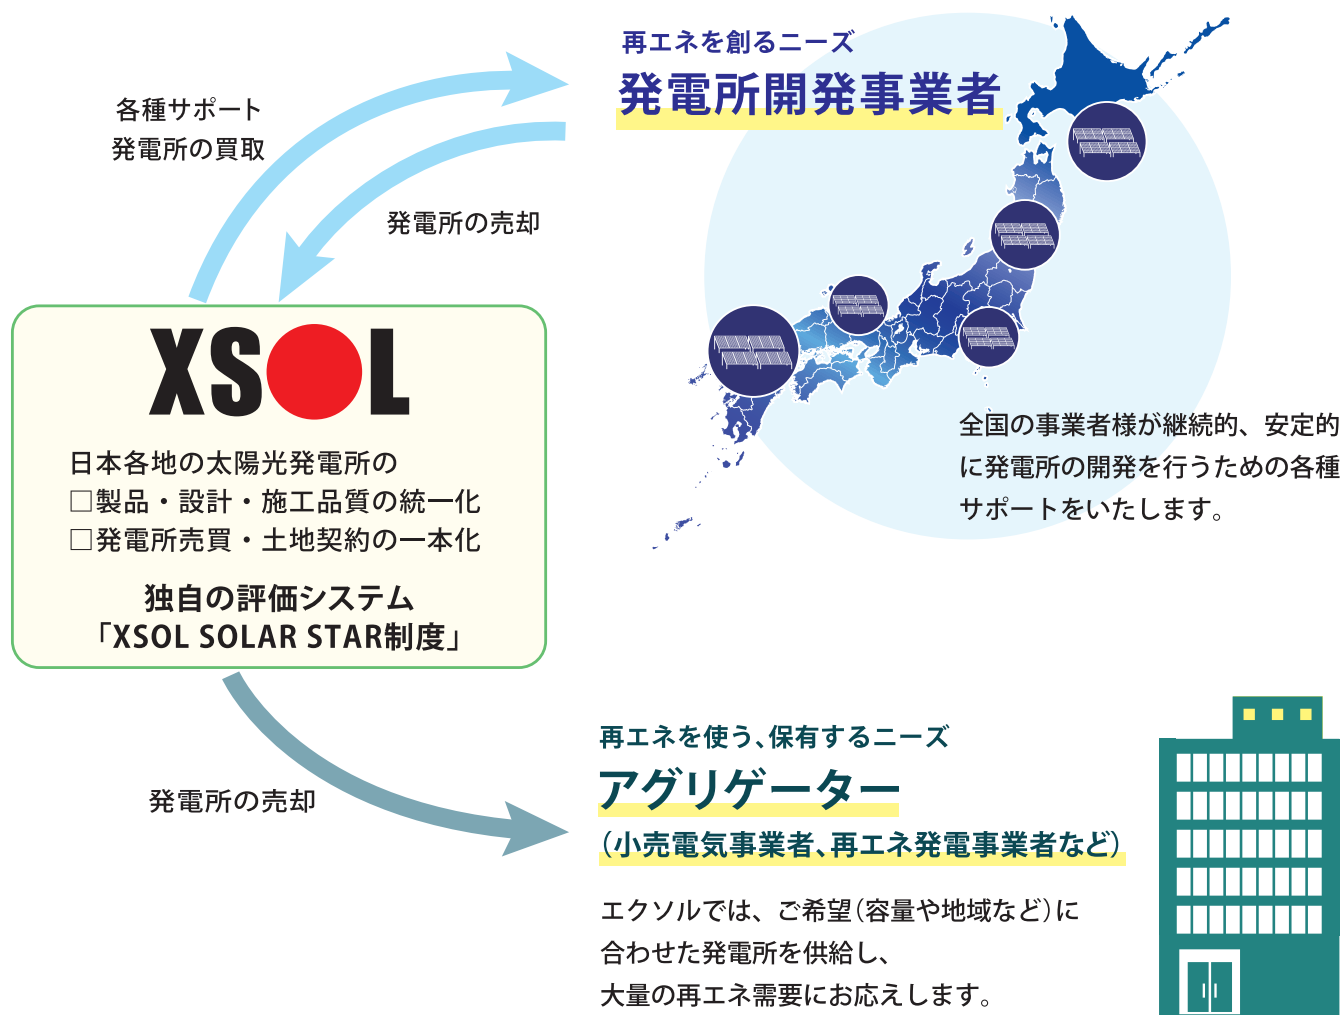 再エネを創るニーズ
発電所開発事業者
各種サポート
発電所の買取
発電所の売却
XSOL
日本各地の太陽光発電所の
□製品・設計・施工品質の統一化
□発電所売買・土地契約の一本化
独自の評価システム
「XSOL SOLAR STAR制度」
全国の事業者様が継続的、安定的
に発電所の開発を行うための各種
サポートをいたします。
発電所の売却
再エネを使う、保有するニーズ
アグリゲーター
（小売電気事業者、再エネ発電事業者など）
エクソルでは、ご希望（容量や地域など）に
合わせた発電所を供給し、
大量の再エネ需要にお応えします。